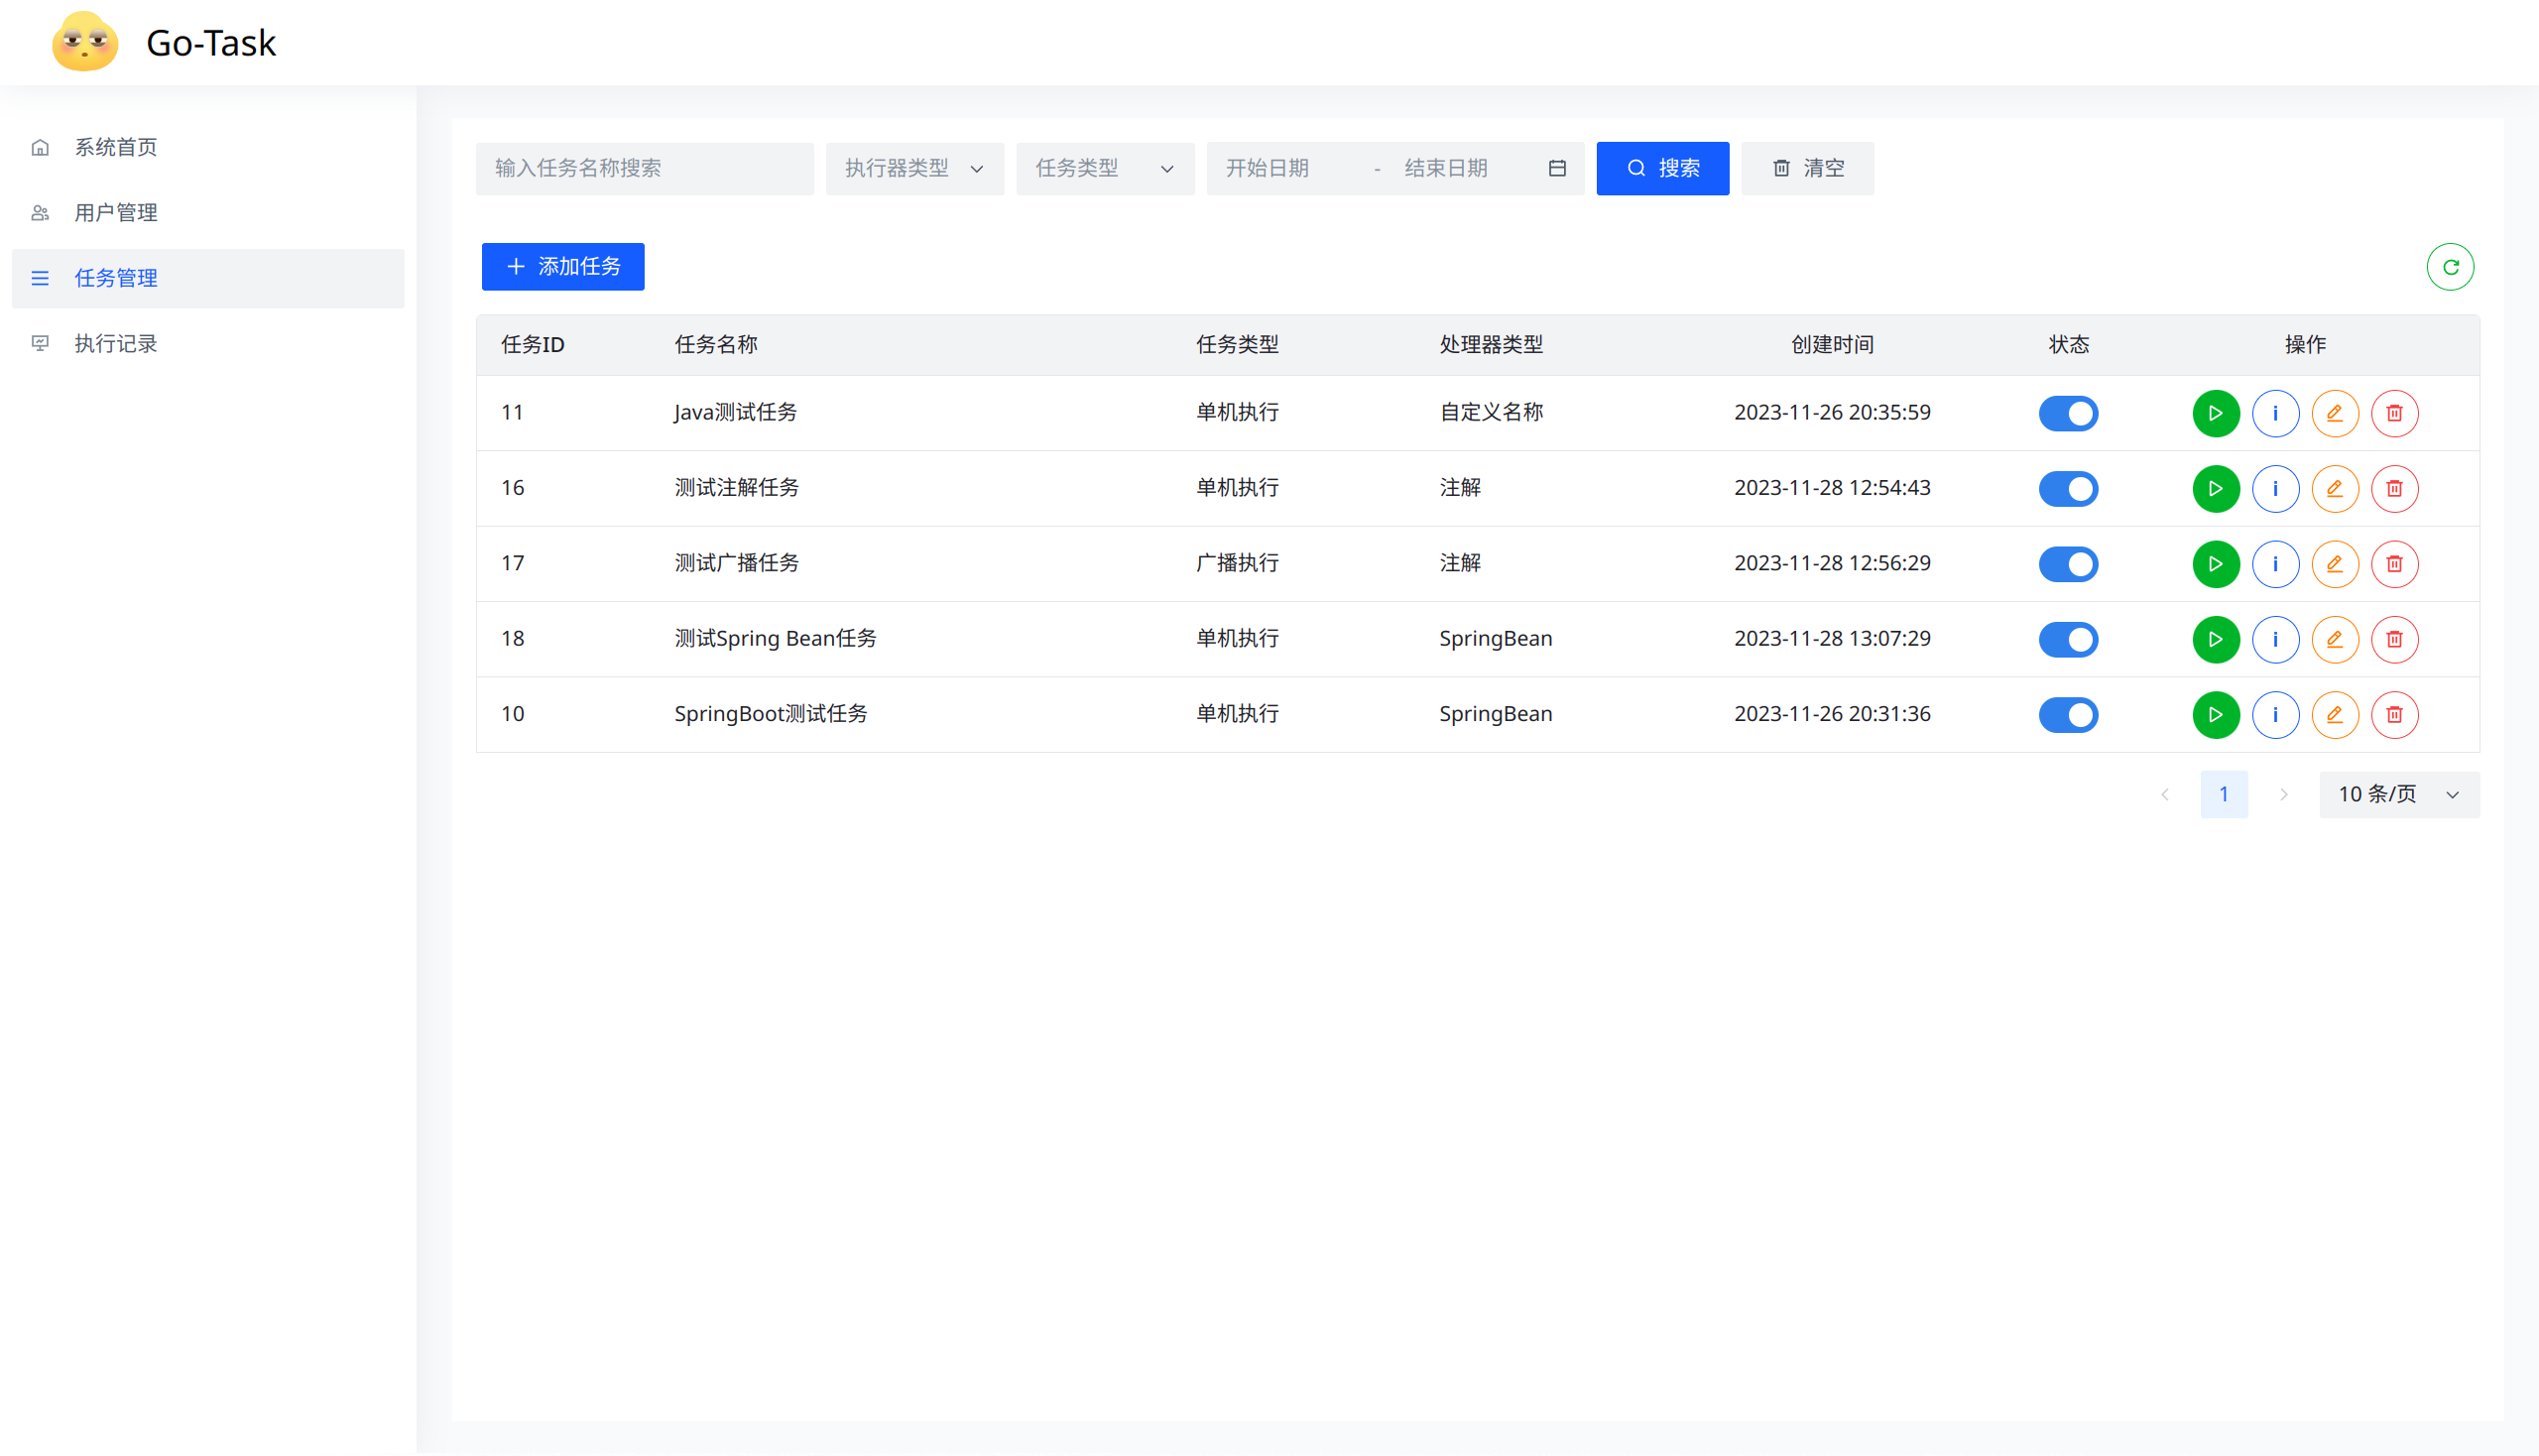 Go-Task
系统首页
用户管理
任务管理
执行记录
输入任务名称搜索 执行器类型 任务类型 开始日期 - 结束日期 搜索 清空
添加任务
任务ID 任务名称 任务类型 处理器类型 创建时间 状态 操作
11 Java测试任务 单机执行 自定义名称 2023-11-26 20:35:59
16 测试注解任务 单机执行 注解 2023-11-28 12:54:43
17 测试广播任务 广播执行 注解 2023-11-28 12:56:29
18 测试Spring Bean任务 单机执行 SpringBean 2023-11-28 13:07:29
10 SpringBoot测试任务 单机执行 SpringBean 2023-11-26 20:31:36
1 10 条/页